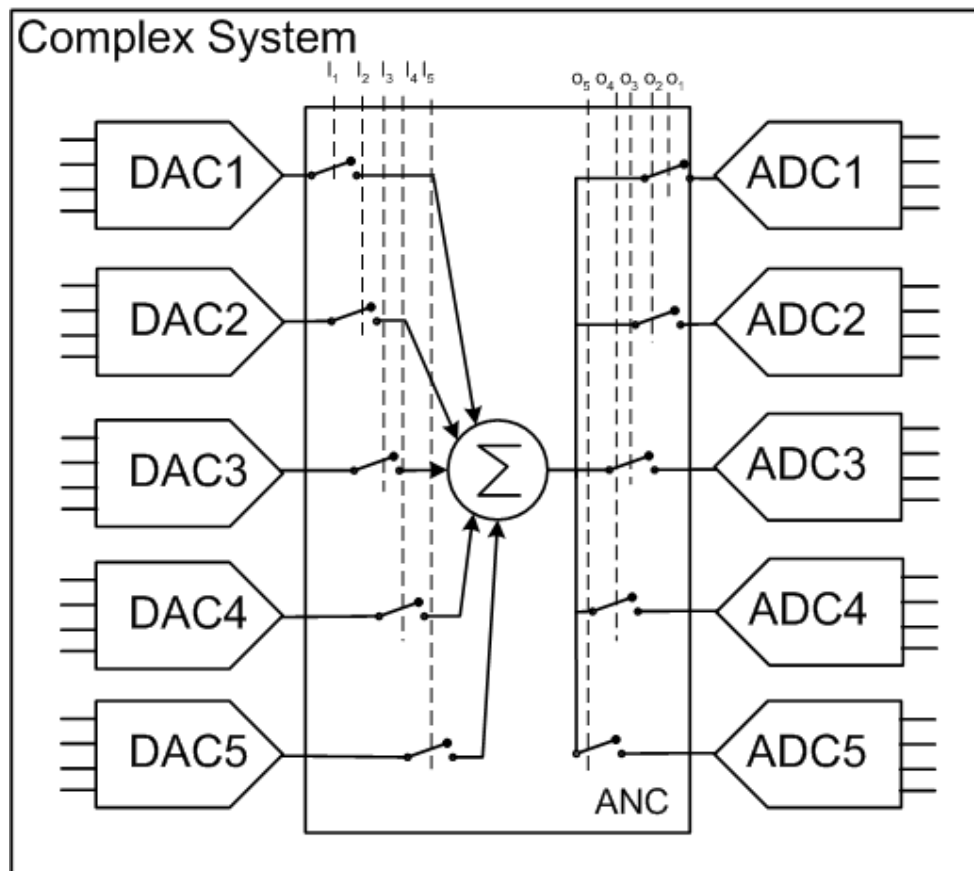 Complex System
I₁ I₂ I₃ I₄ I₅
o₅ o₄ o₃ o₂ o₁
DAC1
ADC1
DAC2
ADC2
DAC3
Σ
ADC3
DAC4
ADC4
DAC5
ADC5
ANC